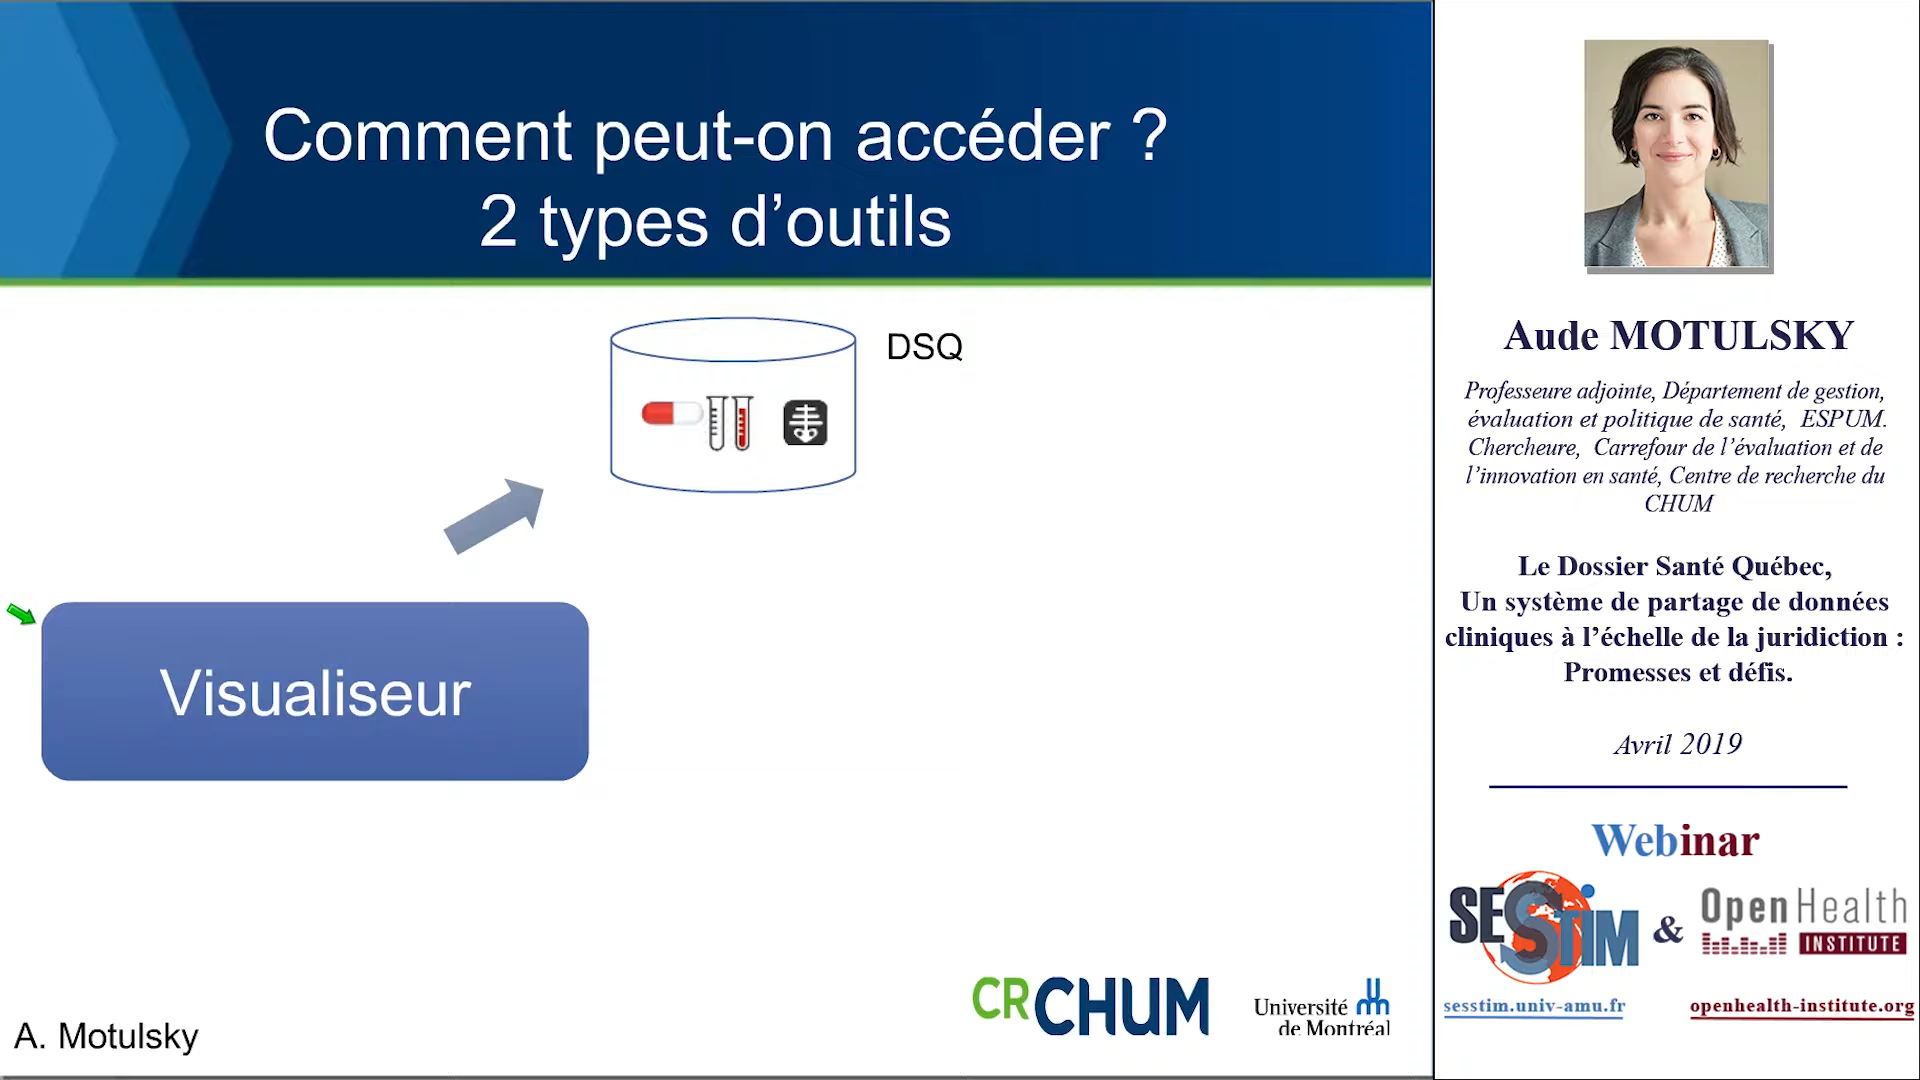 Comment peut-on accéder ?
2 types d’outils
DSQ
Visualiseur
A. Motulsky
CRCHUM
Université
de Montréal
Aude MOTULSKY
Professeure adjointe, Département de gestion,
évaluation et politique de santé, ESPUM.
Chercheure, Carrefour de l’évaluation et de
l’innovation en santé, Centre de recherche du
CHUM
Le Dossier Santé Québec,
Un système de partage de données
cliniques à l’échelle de la juridiction :
Promesses et défis.
Avril 2019
Webinar
SESSTIM
&
Open Health
INSTITUTE
sesstim.univ-amu.fr
openhealth-institute.org